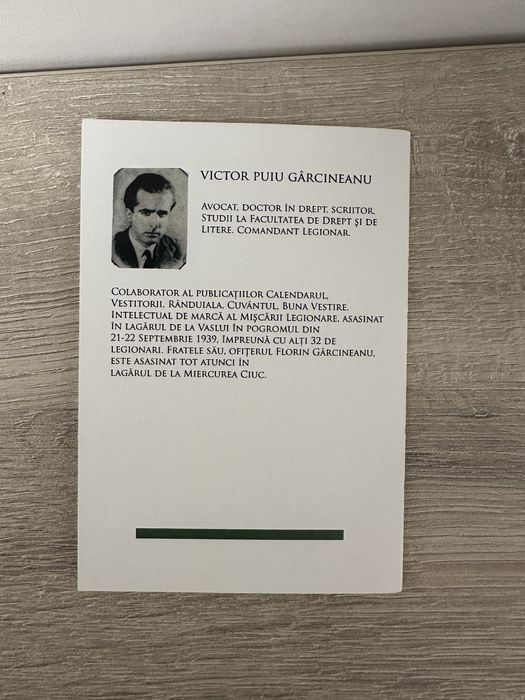 VICTOR PUIU GÂRCINEANU
AVOCAT, DOCTOR ÎN DREPT, SCRIITOR.
STUDII LA FACULTATEA DE DREPT ȘI DE
LITERE. COMANDANT LEGIONAR.
COLABORATOR AL PUBLICAȚIILOR CALENDARUL,
VESTITORII, RÂNDUIALA, CUVÂNTUL, BUNA VESTIRE.
INTELECTUAL DE MARCĂ AL MIȘCĂRII LEGIONARE, ASASINAT
ÎN LAGĂRUL DE LA VASLUI ÎN POGROMUL DIN
21-22 SEPTEMBRIE 1939, ÎMPREUNĂ CU ALȚI 32 DE
LEGIONARI. FRATELE SĂU, OFIȚERUL FLORIN GÂRCINEANU,
ESTE ASASINAT TOT ATUNCI ÎN
LAGĂRUL DE LA MIERCUREA CIUC.